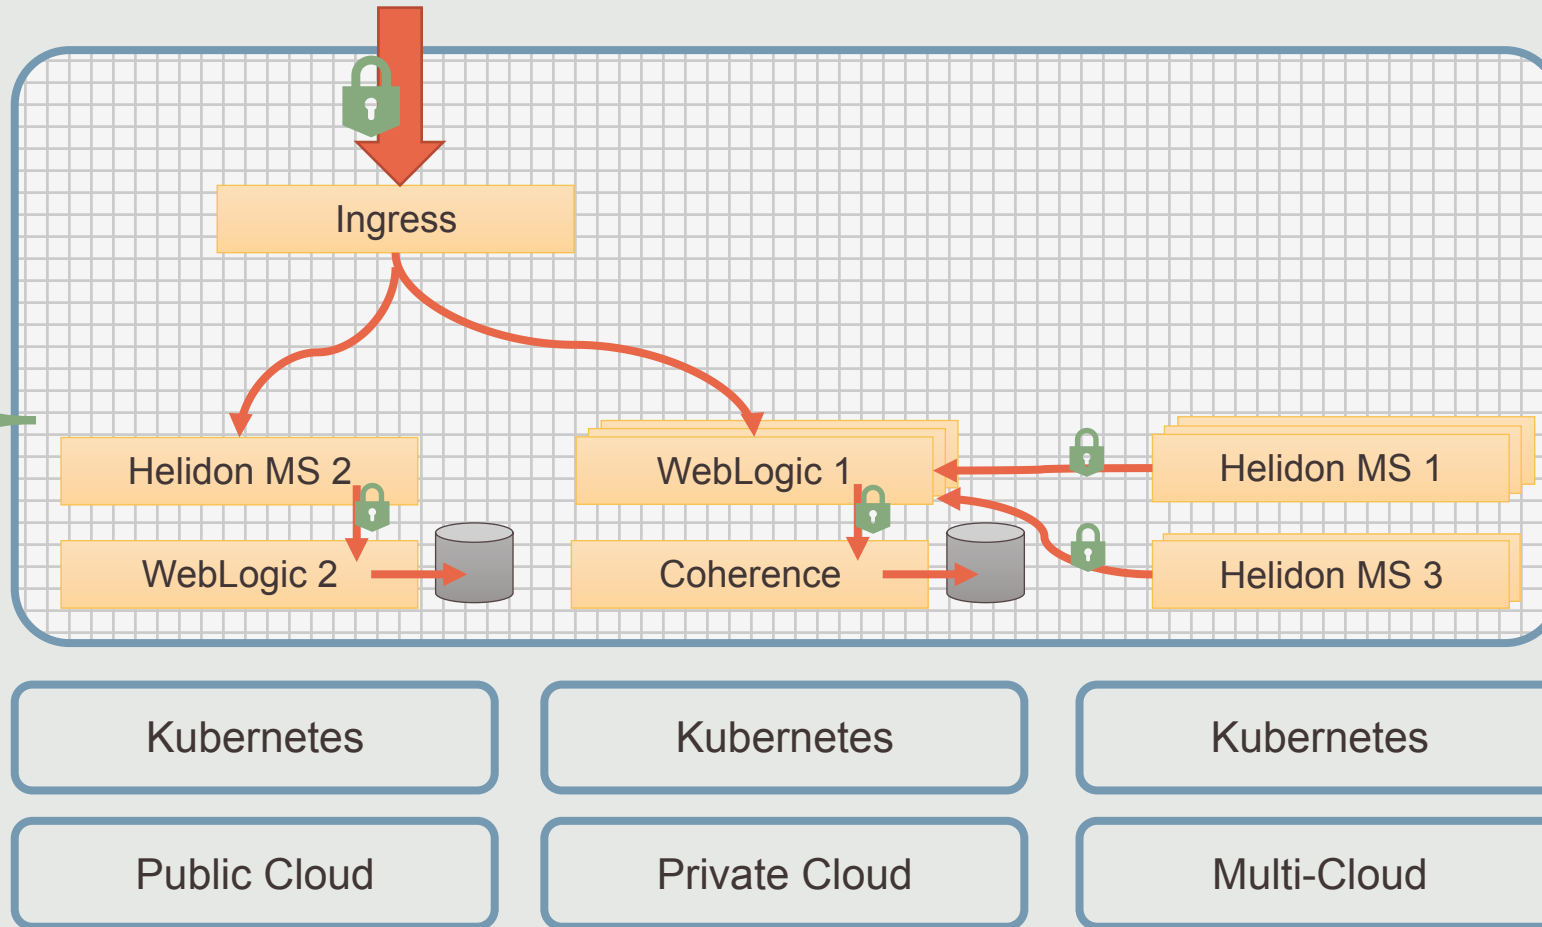 Ingress
Helidon MS 2
WebLogic 1
Helidon MS 1
WebLogic 2
Coherence
Helidon MS 3
Kubernetes
Kubernetes
Kubernetes
Public Cloud
Private Cloud
Multi-Cloud